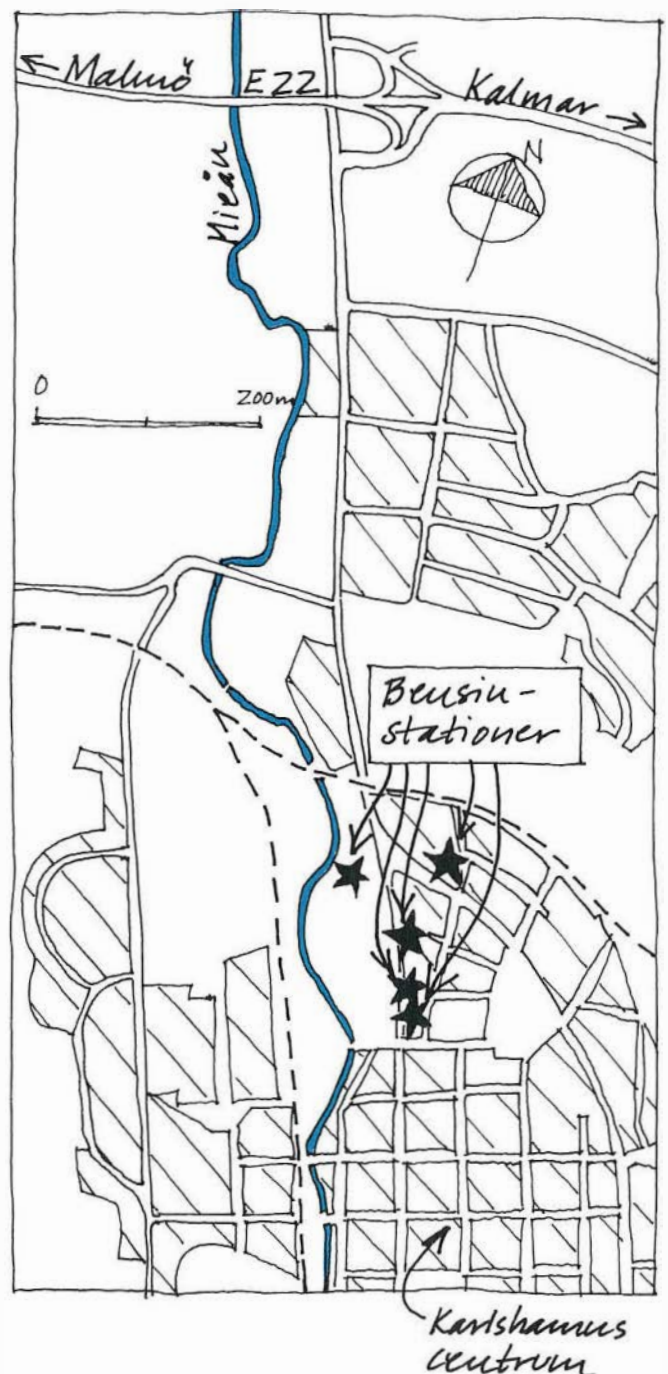 ← Malmö
E22
Kalmar →
Mieån
N
0
200m
Bensin-
stationer
Karlshamns
centrum